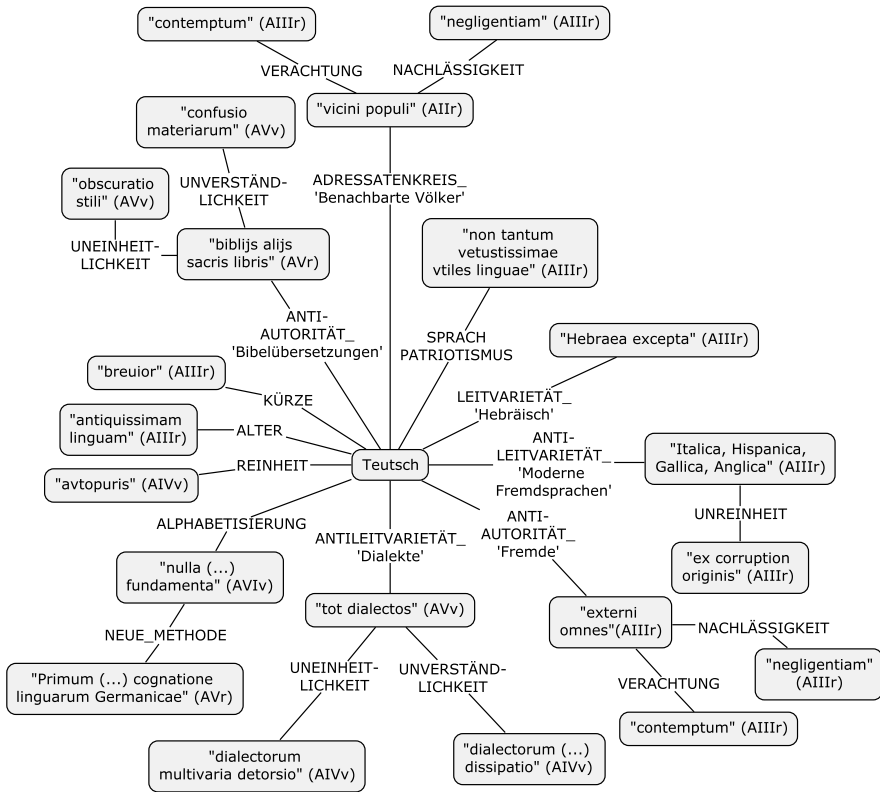 "contemptum" (AIIIr)
"negligentiam" (AIIIr)
VERACHTUNG
NACHLÄSSIGKEIT
"vicini populi" (AIIr)
"confusio
materiarum" (AVv)
ADRESSATENKREIS_
'Benachbarte Völker'
UNVERSTÄND-
LICHKEIT
"obscuratio
stili" (AVv)
UNEINHEIT-
LICHKEIT
"biblijs alijs
sacris libris" (AVr)
"non tantum
vetustissimae
vtiles linguae" (AIIIr)
ANTI-
AUTORITÄT_
'Bibelübersetzungen'
SPRACH
PATRIOTISMUS
"Hebraea excepta" (AIIIr)
"breuior" (AIIIr)
KÜRZE
LEITVARIETÄT_
'Hebräisch'
"antiquissimam
linguam" (AIIIr)
ALTER
"avtopuris" (AIVv)
REINHEIT
Teutsch
ANTI-
LEITVARIETÄT_
'Moderne
Fremdsprachen'
"Italica, Hispanica,
Gallica, Anglica" (AIIIr)
UNREINHEIT
"ex corruption
originis" (AIIIr)
ALPHABETISIERUNG
ANTILEITVARIETÄT_
'Dialekte'
ANTI-
AUTORITÄT_
'Fremde'
"nulla (...)
fundamenta" (AVIv)
"tot dialectos" (AVv)
"externi
omnes"(AIIIr)
NEUE_METHODE
NACHLÄSSIGKEIT
"negligentiam"
(AIIIr)
"Primum (...) cognatione
linguarum Germanicae" (AVr)
UNEINHEIT-
LICHKEIT
UNVERSTÄND-
LICHKEIT
VERACHTUNG
"contemptum" (AIIIr)
"dialectorum
multivaria detorsio" (AIVv)
"dialectorum (...)
dissipatio" (AIVv)